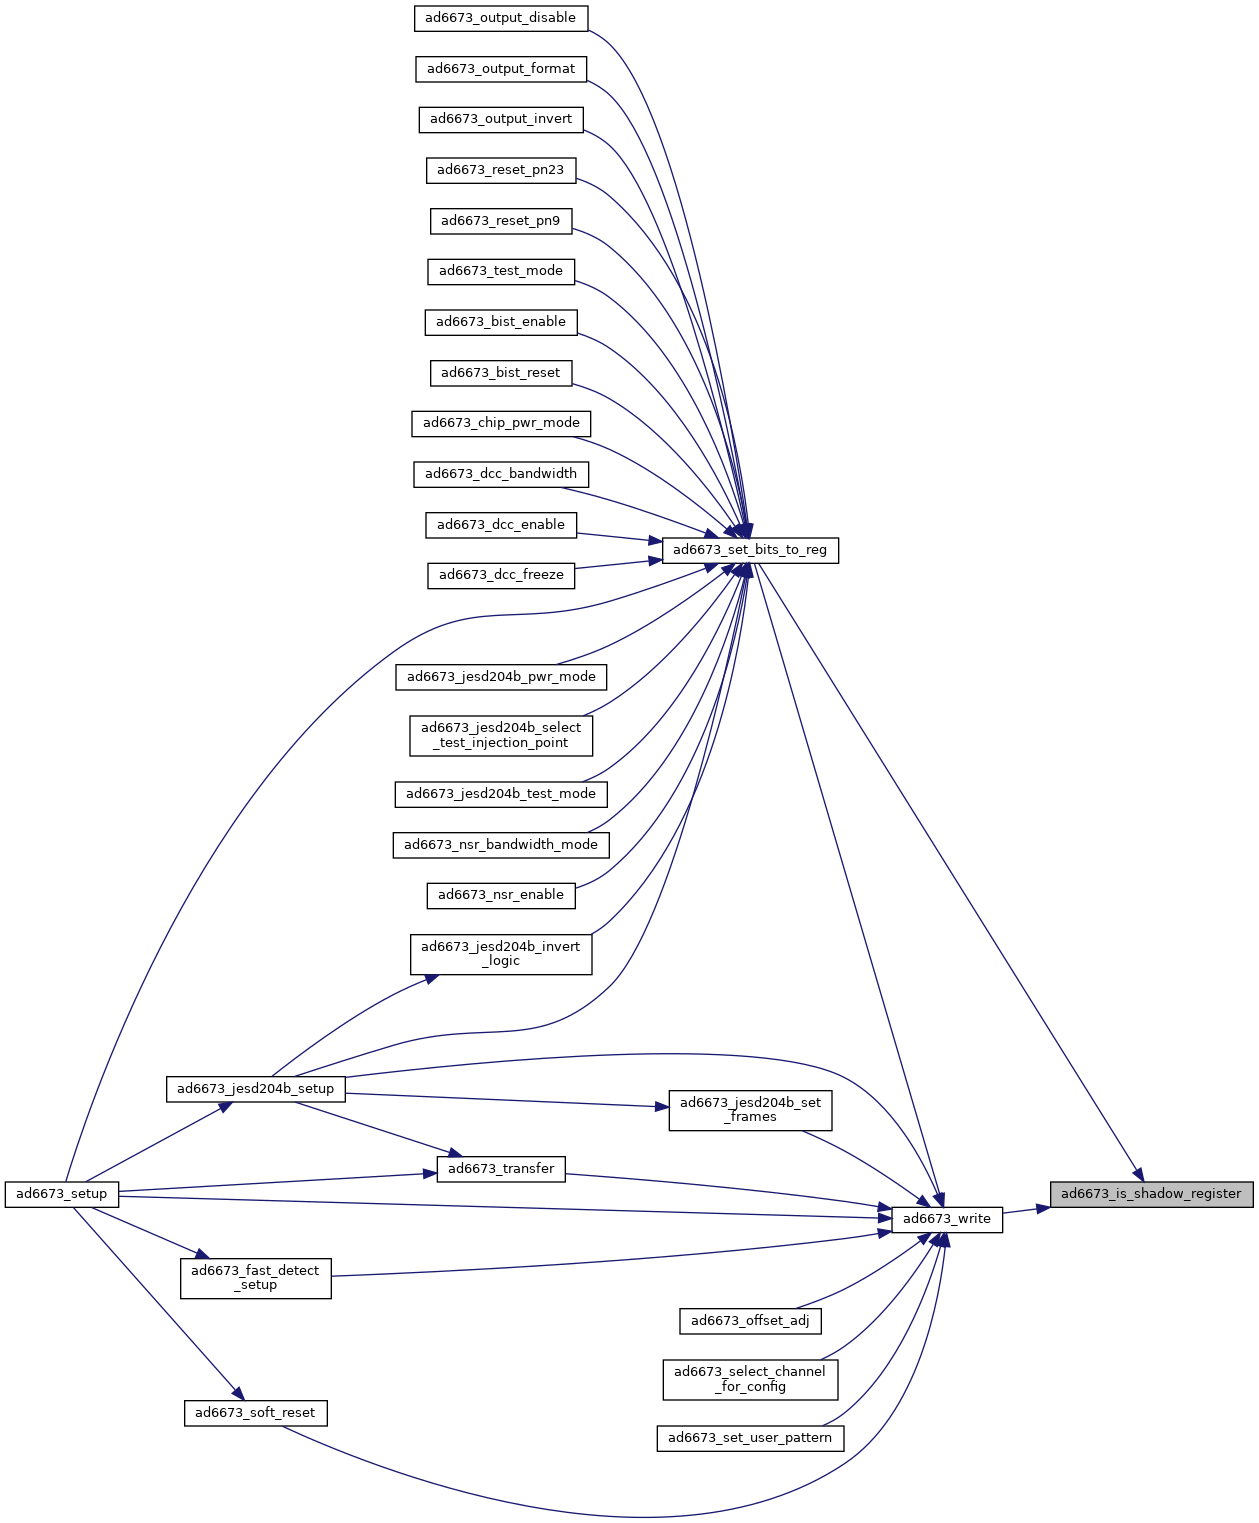 ad6673_output_disable
ad6673_output_format
ad6673_output_invert
ad6673_reset_pn23
ad6673_reset_pn9
ad6673_test_mode
ad6673_bist_enable
ad6673_bist_reset
ad6673_chip_pwr_mode
ad6673_dcc_bandwidth
ad6673_dcc_enable
ad6673_set_bits_to_reg
ad6673_dcc_freeze
ad6673_jesd204b_pwr_mode
ad6673_jesd204b_select
_test_injection_point
ad6673_jesd204b_test_mode
ad6673_nsr_bandwidth_mode
ad6673_nsr_enable
ad6673_jesd204b_invert
_logic
ad6673_jesd204b_setup
ad6673_jesd204b_set
_frames
ad6673_transfer
ad6673_setup
ad6673_is_shadow_register
ad6673_write
ad6673_fast_detect
_setup
ad6673_offset_adj
ad6673_select_channel
_for_config
ad6673_soft_reset
ad6673_set_user_pattern